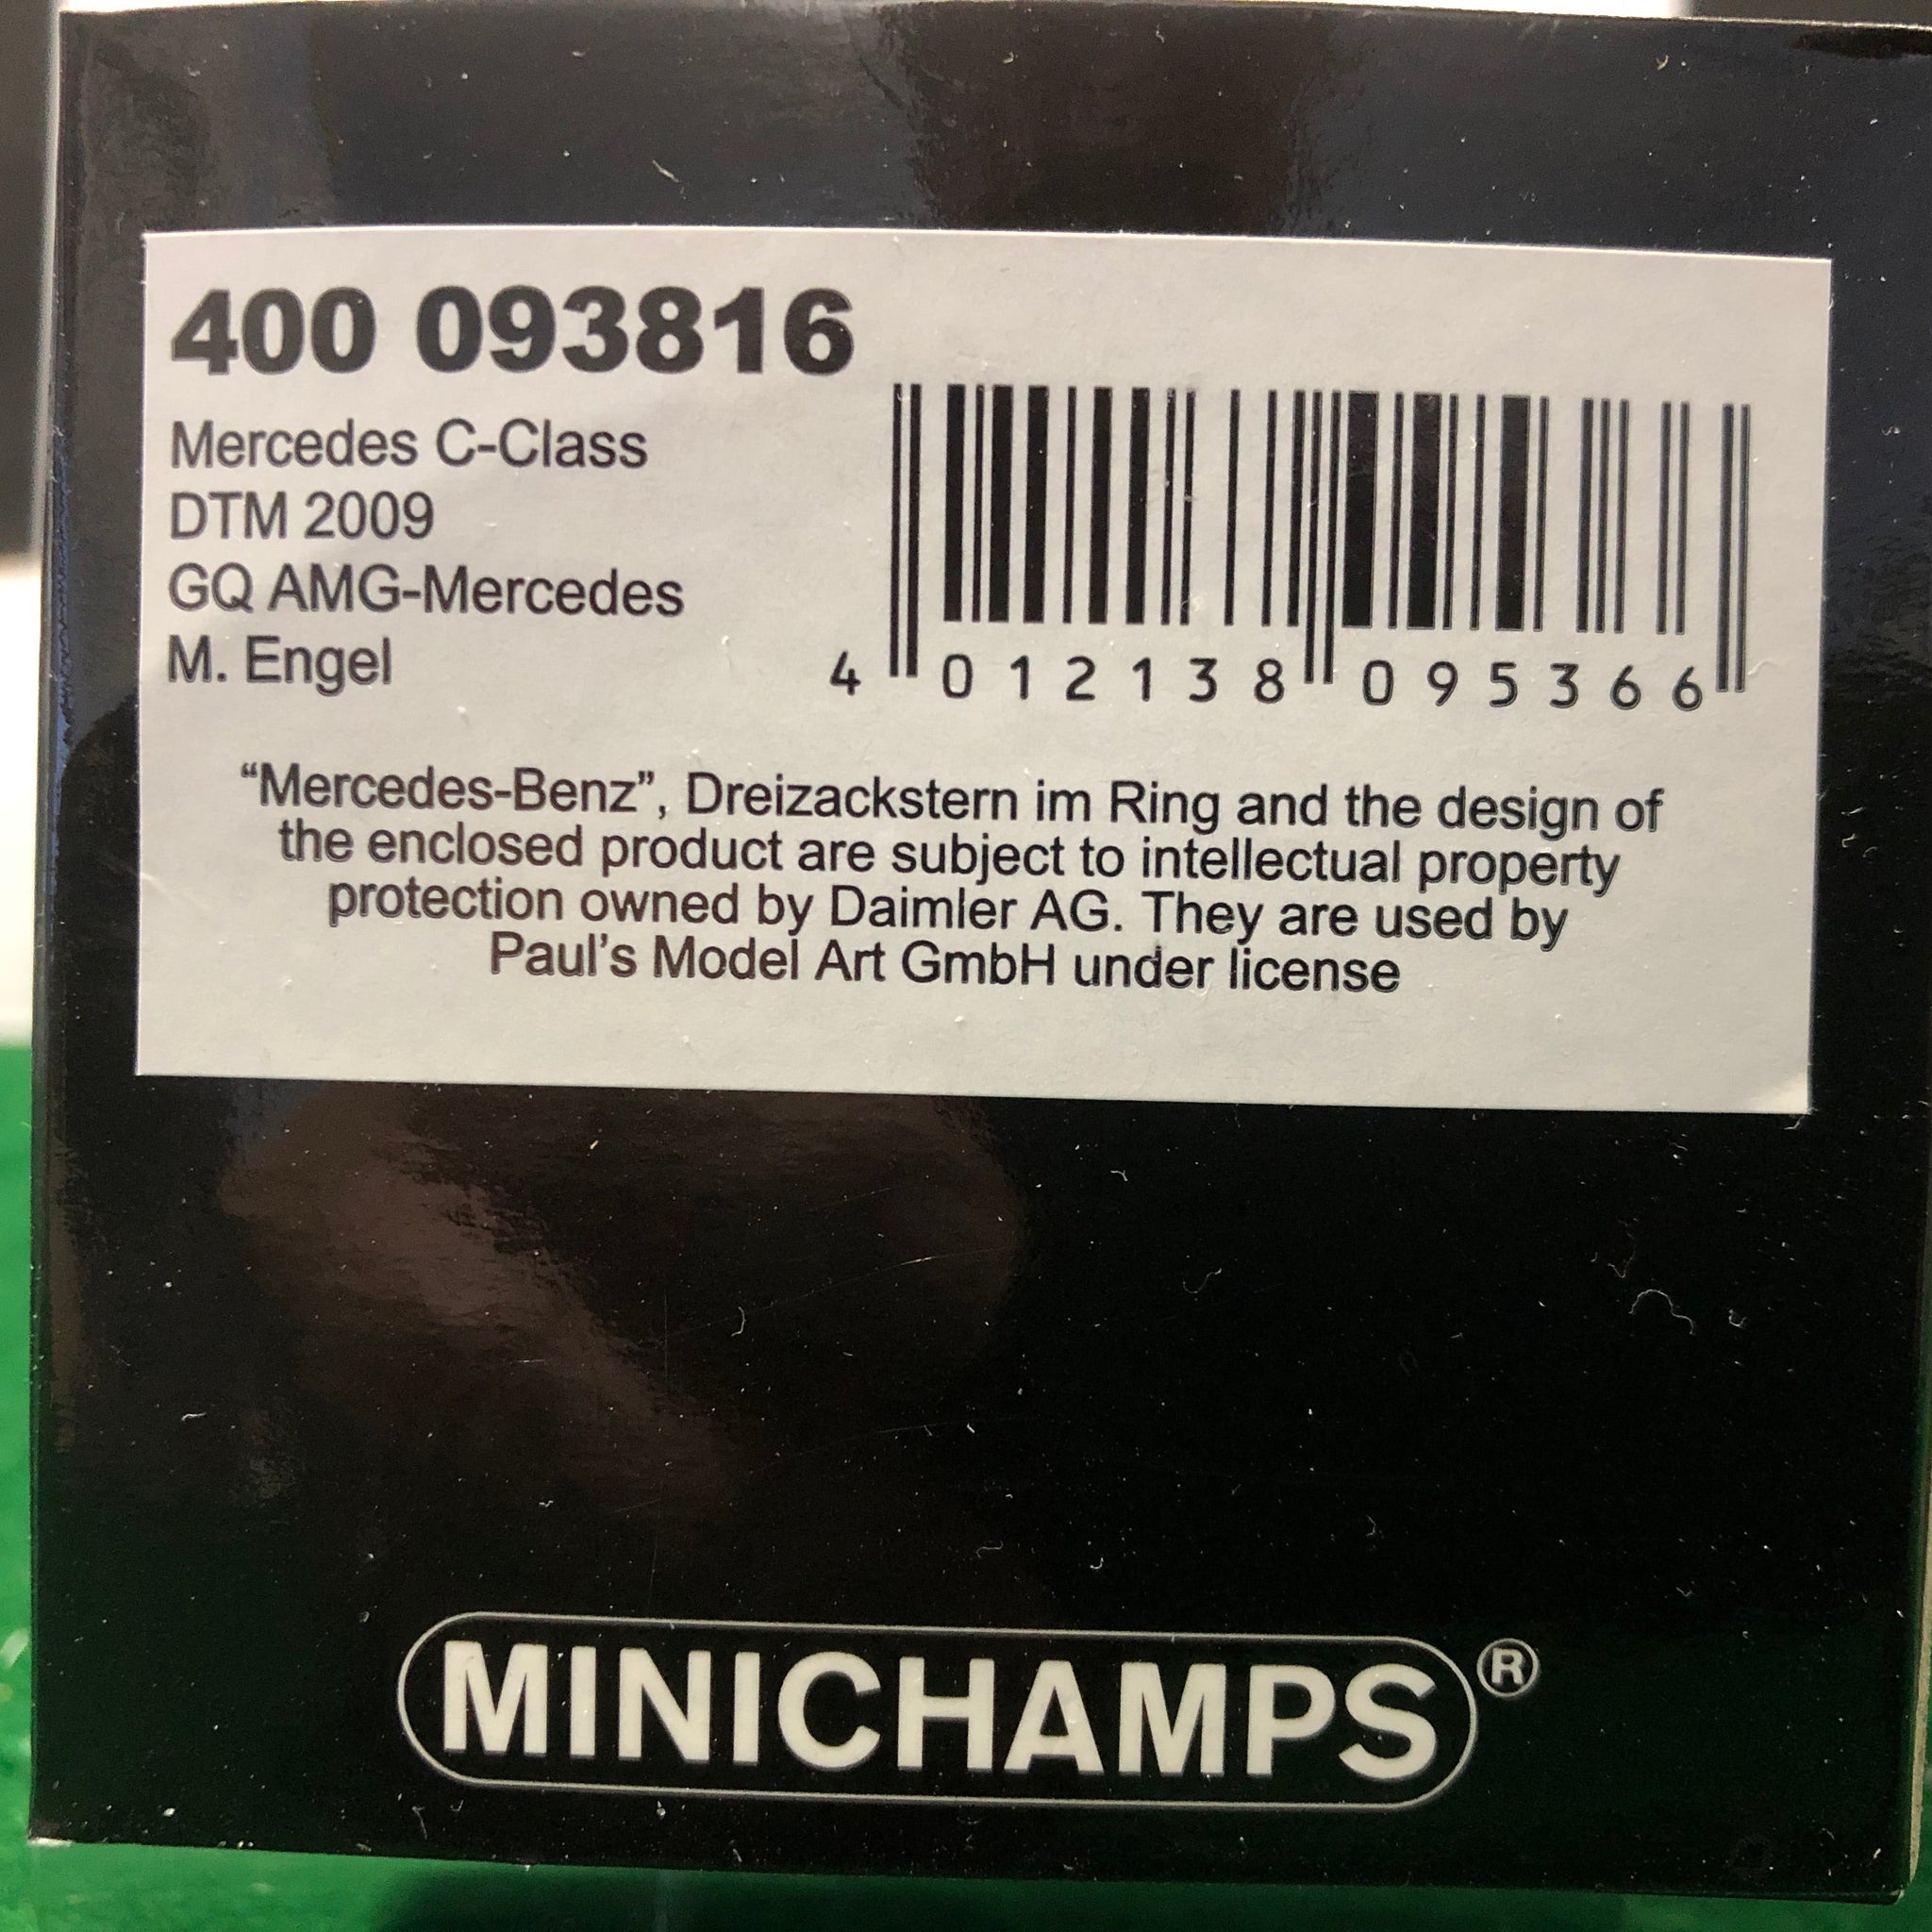 400 093816
Mercedes C-Class
DTM 2009
GQ AMG-Mercedes
M. Engel
4 012138 095366
“Mercedes-Benz”, Dreizackstern im Ring and the design of
the enclosed product are subject to intellectual property
protection owned by Daimler AG. They are used by
Paul’s Model Art GmbH under license
MINICHAMPS®